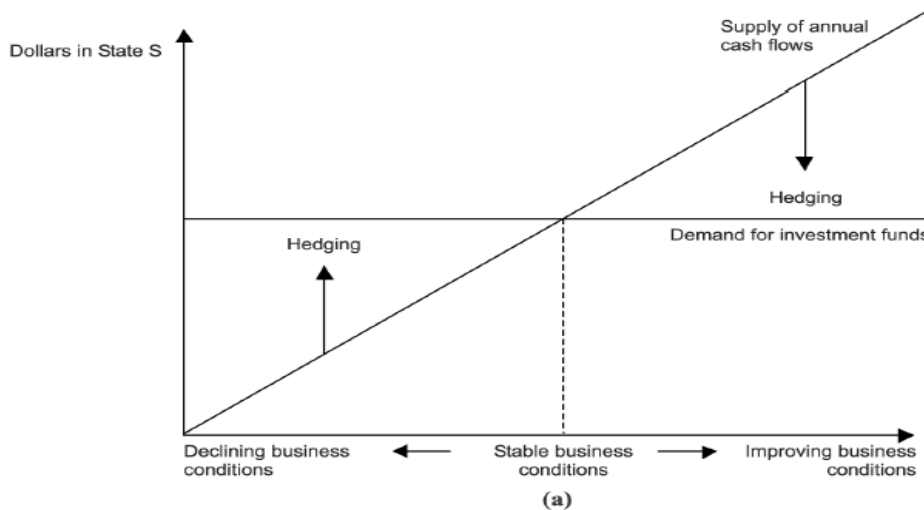 Dollars in State S
Supply of annual
cash flows
Hedging
Demand for investment funds
Hedging
Declining business
conditions
Stable business
conditions
Improving business
conditions
(a)